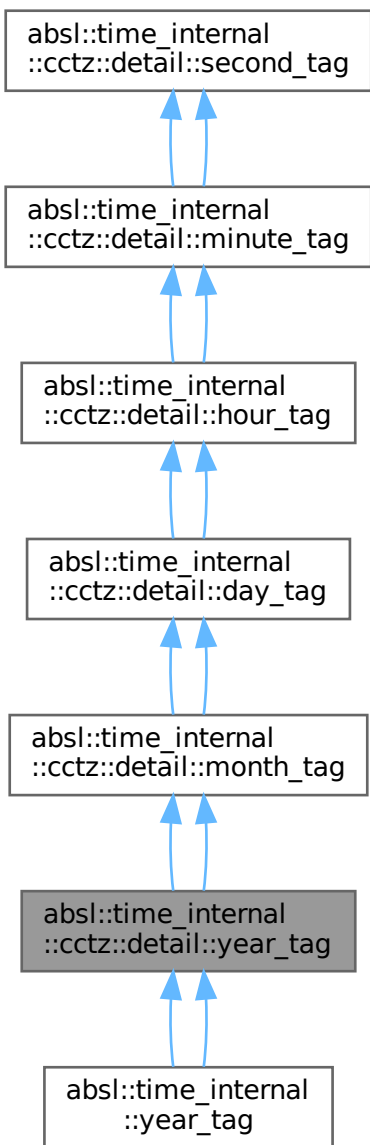 absl::time_internal
::cctz::detail::second_tag
absl::time_internal
::cctz::detail::minute_tag
absl::time_internal
::cctz::detail::hour_tag
absl::time_internal
::cctz::detail::day_tag
absl::time_internal
::cctz::detail::month_tag
absl::time_internal
::cctz::detail::year_tag
absl::time_internal
::year_tag